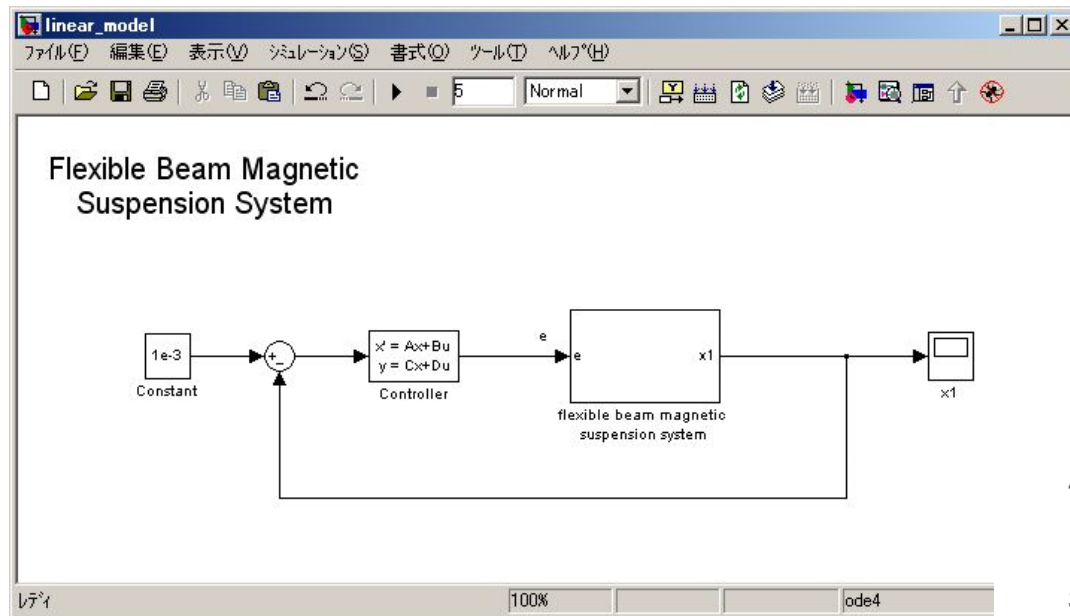 linear_model
ﾌｧｲﾙ(F) 編集(E) 表示(V) ｼﾐｭﾚｰｼｮﾝ(S) 書式(O) ﾂｰﾙ(T) ﾍﾙﾌﾟ(H)
5 Normal
Flexible Beam Magnetic
Suspension System
1e-3
Constant
+
-
x' = Ax+Bu
y = Cx+Du
Controller
e
e
x1
flexible beam magnetic
suspension system
x1
ﾚﾃﾞｨ 100% ode4